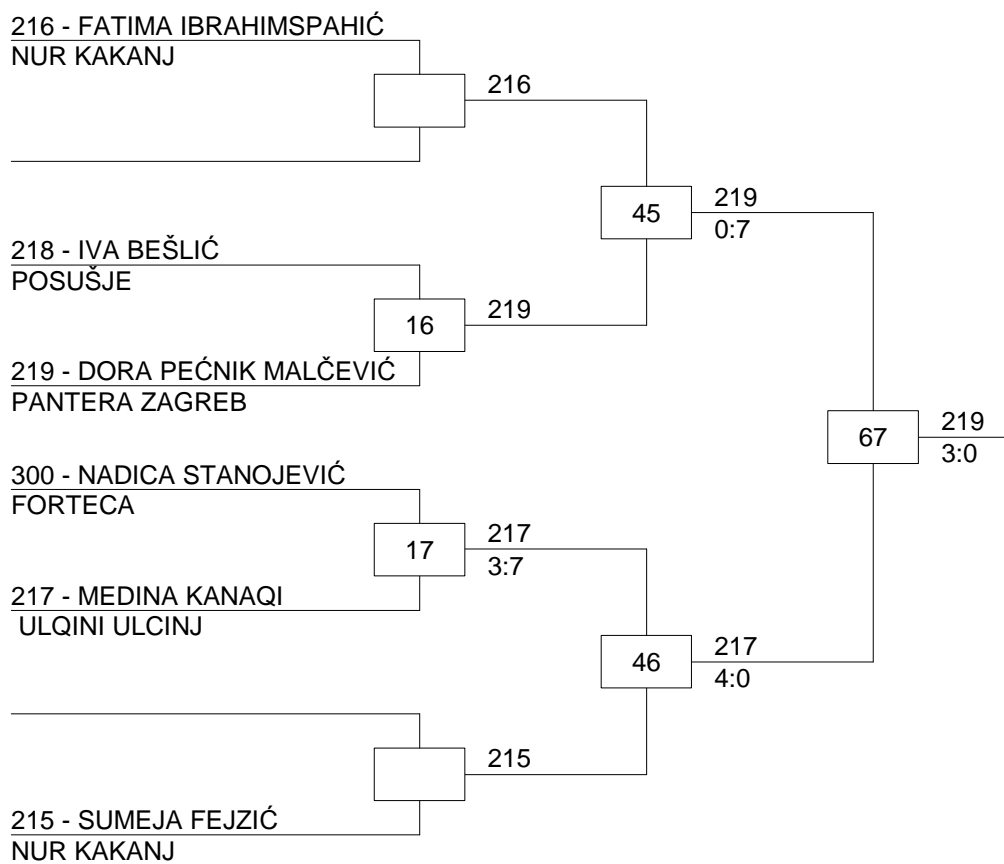 216 - FATIMA IBRAHIMSPAHIĆ
NUR KAKANJ
216
45
219
0:7
218 - IVA BEŠLIĆ
POSUŠJE
16
219
219 - DORA PEĆNIK MALČEVIĆ
PANTERA ZAGREB
67
219
3:0
300 - NADICA STANOJEVIĆ
FORTECA
17
217
3:7
217 - MEDINA KANAQI
ULQINI ULCINJ
46
217
4:0
215
215 - SUMEJA FEJZIĆ
NUR KAKANJ